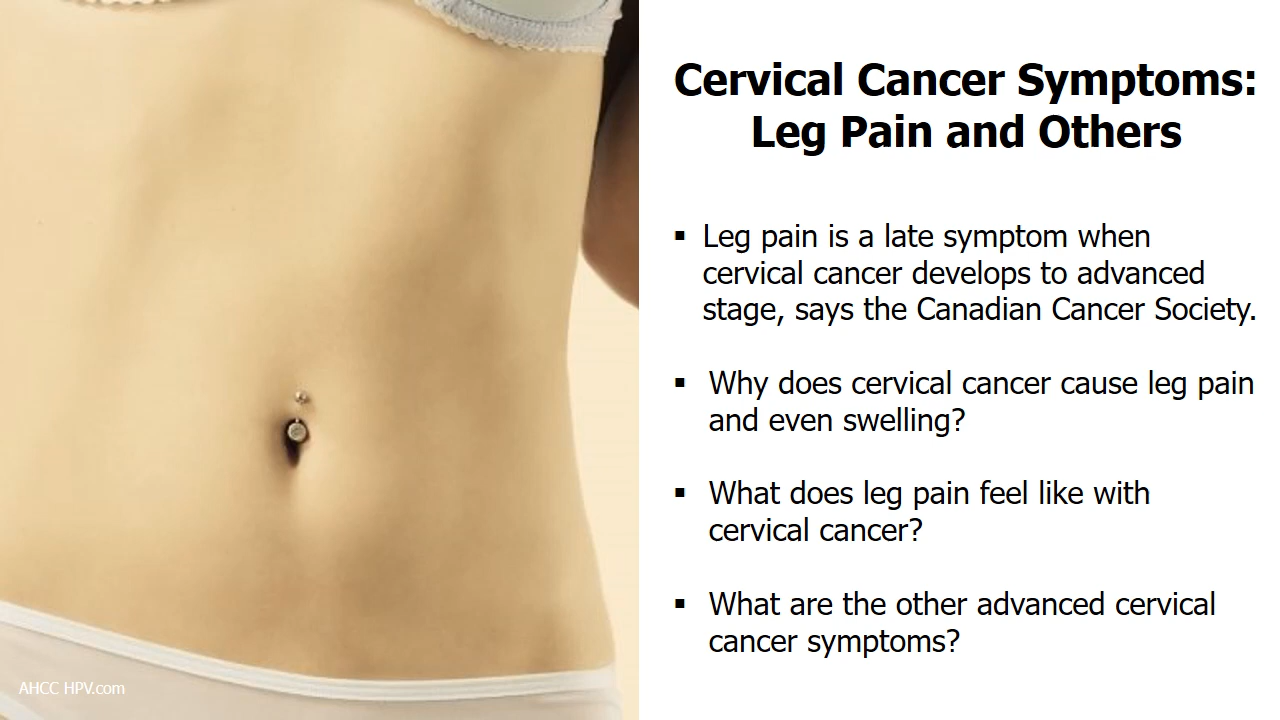 Cervical Cancer Symptoms:
Leg Pain and Others
▪ Leg pain is a late symptom when
cervical cancer develops to advanced
stage, says the Canadian Cancer Society.
▪ Why does cervical cancer cause leg pain
and even swelling?
▪ What does leg pain feel like with
cervical cancer?
▪ What are the other advanced cervical
cancer symptoms?
AHCC HPV.com